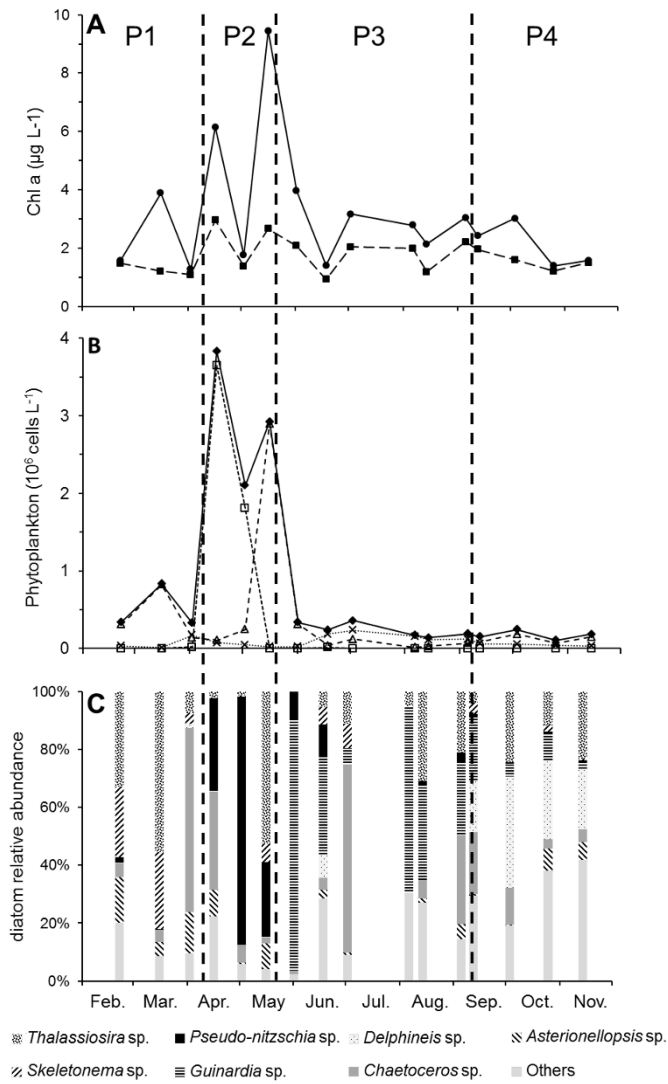 A P1 P2 P3 P4
10
8
6
4
2
0
Chl a (µg L-1)
B
4
3
2
1
0
Phytoplankton (10⁶ cells L⁻¹)
C
100%
80%
60%
40%
20%
0%
diatom relative abundance
Feb. Mar. Apr. May Jun. Jul. Aug. Sep. Oct. Nov.
Thalassiosira sp. Pseudo-nitzschia sp. Delphineis sp. Asterionellopsis sp.
Skeletonema sp. Guinardia sp. Chaetoceros sp. Others